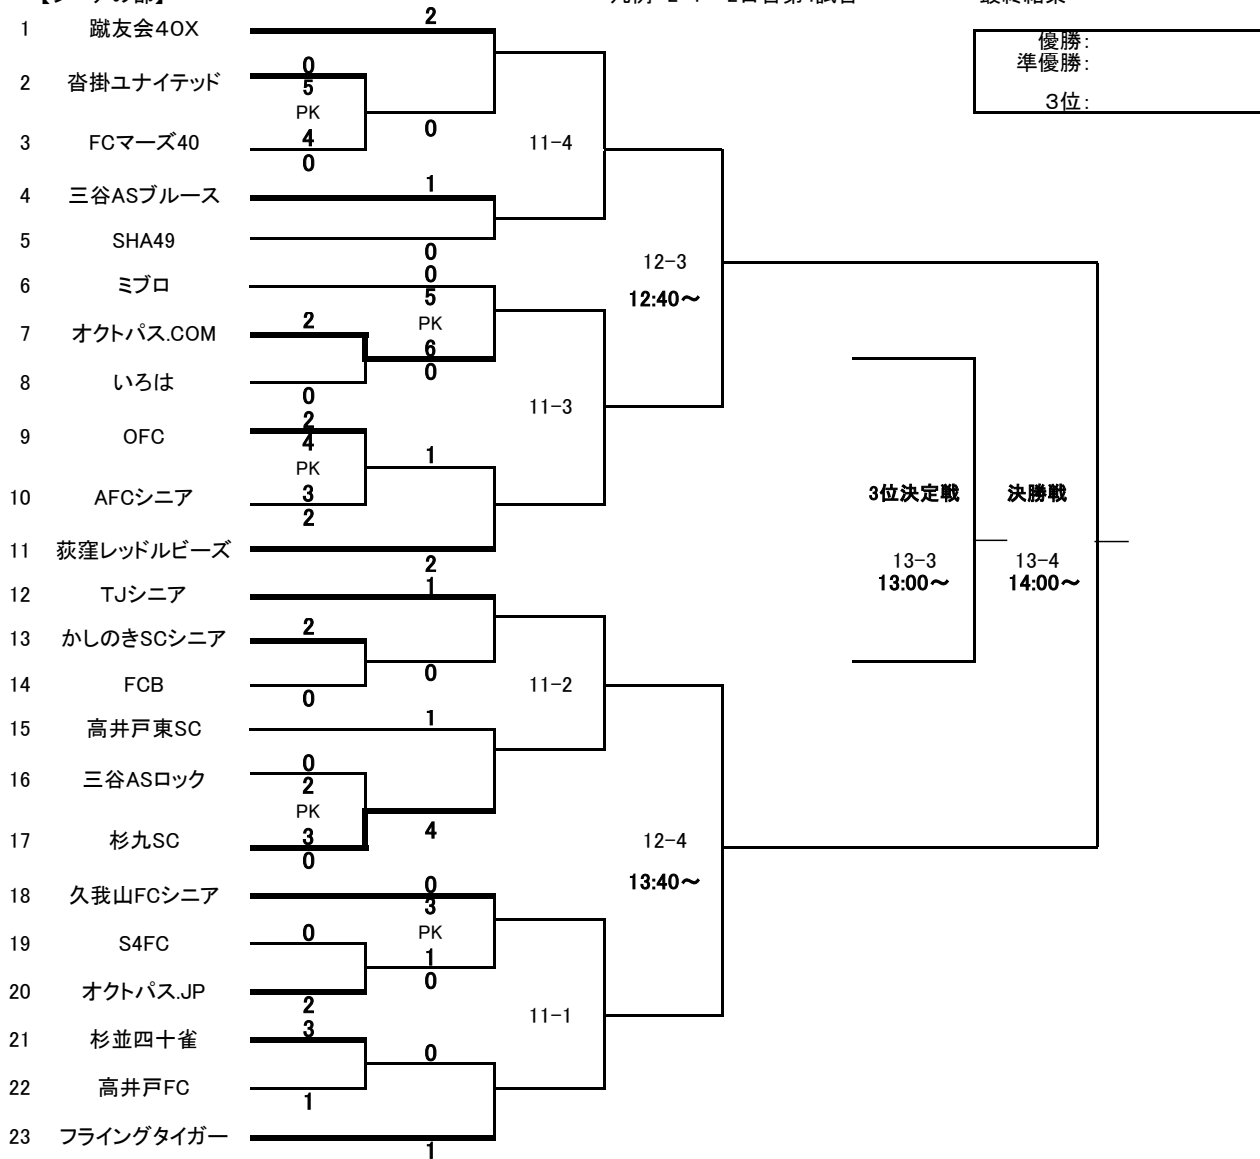 2
1 蹴友会40X
0
2 沓掛ユナイテッド
5
PK
4
3 FCマーズ40
0
0
11-4
1
4 三谷ASブルース
5 SHA49
0
12-3
12:40～
0
6 ミブロ
5
PK
6
0
2
7 オクトパス.COM
8 いろは
0
11-3
2
9 OFC
4
PK
3
10 AFCシニア
2
1
11 荻窪レッドルビーズ
2
1
12 TJシニア
2
13 かしのきSCシニア
14 FCB
0
0
11-2
1
15 高井戸東SC
0
16 三谷ASロック
2
PK
3
17 杉九SC
0
4
12-4
13:40～
0
18 久我山FCシニア
3
PK
1
0
0
19 S4FC
20 オクトパス.JP
2
11-1
3
21 杉並四十雀
0
22 高井戸FC
1
23 フライングタイガー
1
3位決定戦
13-3
13:00～
決勝戦
13-4
14:00～
優勝:
準優勝:
3位: